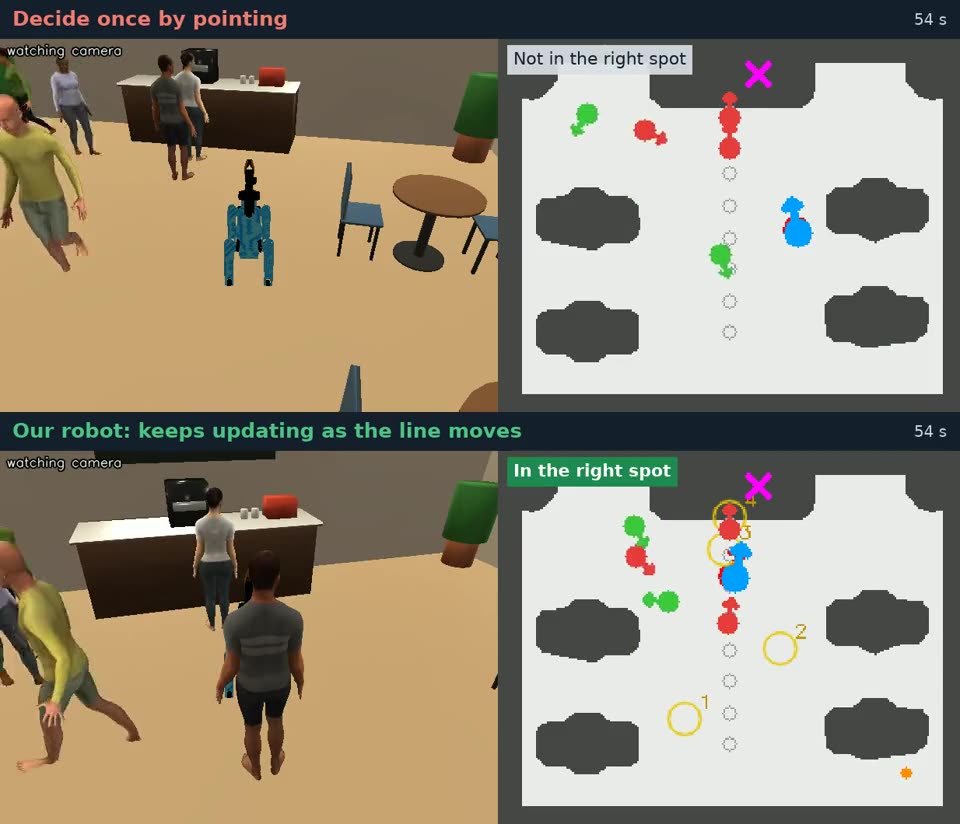 Decide once by pointing
54 s
watching camera
Not in the right spot
Our robot: keeps updating as the line moves
54 s
watching camera
In the right spot
4
3
2
1